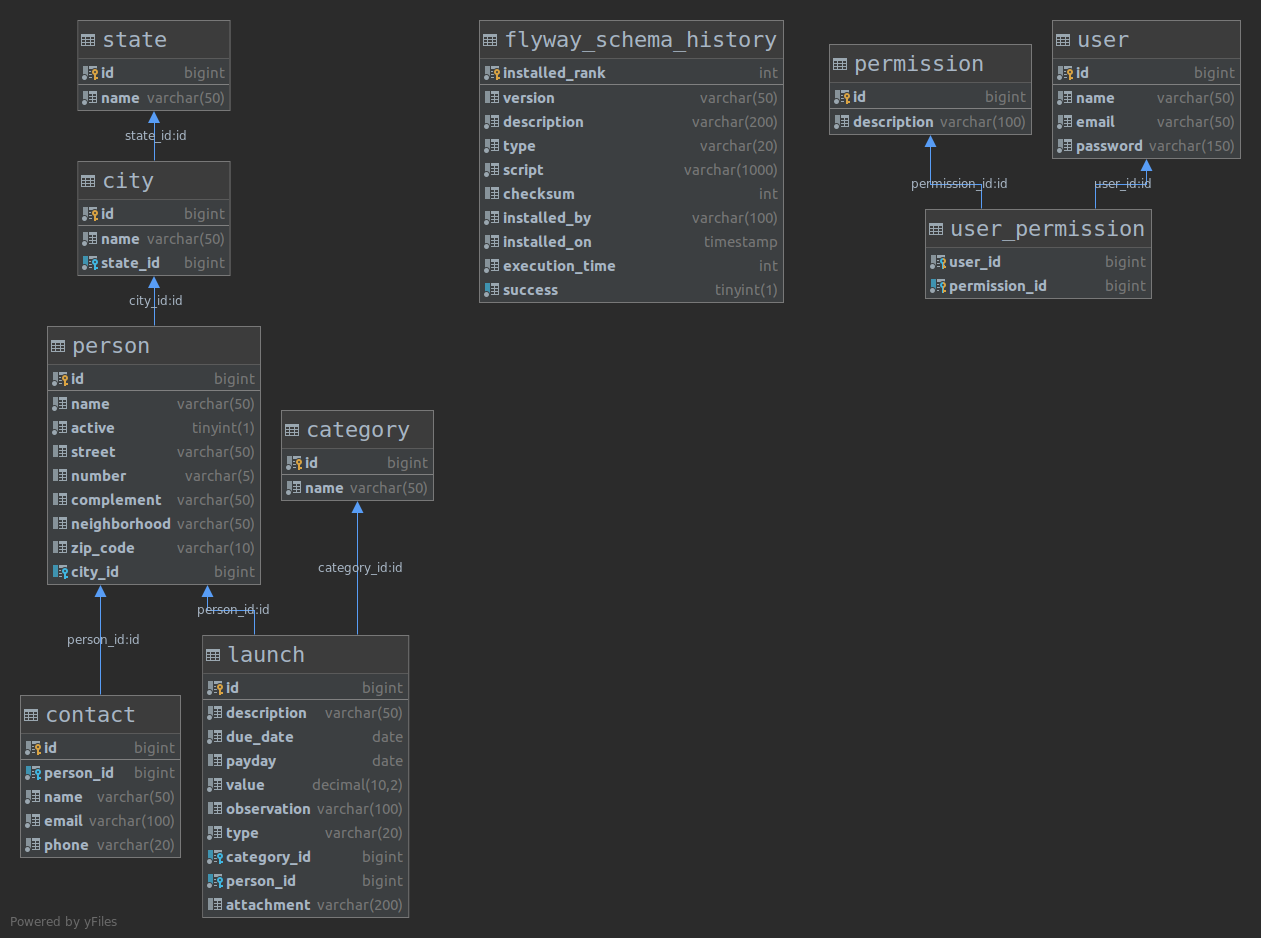 state
id bigint
name varchar(50)
state_id:id
city
id bigint
name varchar(50)
state_id bigint
city_id:id
person
id bigint
name varchar(50)
active tinyint(1)
street varchar(50)
number varchar(5)
complement varchar(50)
neighborhood varchar(50)
zip_code varchar(10)
city_id bigint
person_id:id
contact
id bigint
person_id bigint
name varchar(50)
email varchar(100)
phone varchar(20)
category
id bigint
name varchar(50)
category_id:id
person_id:id
launch
id bigint
description varchar(50)
due_date date
payday date
value decimal(10,2)
observation varchar(100)
type varchar(20)
category_id bigint
person_id bigint
attachment varchar(200)
flyway_schema_history
installed_rank int
version varchar(50)
description varchar(200)
type varchar(20)
script varchar(1000)
checksum int
installed_by varchar(100)
installed_on timestamp
execution_time int
success tinyint(1)
permission
id bigint
description varchar(100)
permission_id:id
user
id bigint
name varchar(50)
email varchar(50)
password varchar(150)
user_id:id
user_permission
user_id bigint
permission_id bigint
Powered by yFiles